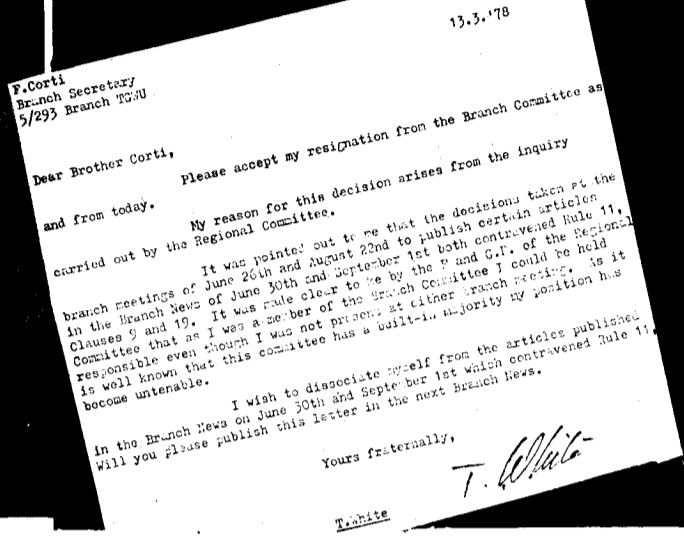 13.3.'78
F.Corti
Branch Secretary
5/293 Branch TGWU
Dear Brother Corti,
Please accept my resignation from the Branch Committee as
and from today.
My reason for this decision arises from the inquiry
carried out by the Regional Committee.
It was pointed out to me that the decisions taken at the
branch meetings of June 26th and August 22nd to publish certain articles
in the Branch News of June 30th and September 1st both contravened Rule 11,
Clauses 9 and 19. It was made clear to me by the F and G.P. of the Regional
Committee that as I was a member of the Branch Committee I could be held
responsible even though I was not present at either branch meeting. As it
is well known that this committee has a built-in majority my position has
become untenable.
I wish to dissociate myself from the articles published
in the Branch News on June 30th and September 1st which contravened Rule 11.
Will you please publish this letter in the next Branch News.
Yours fraternally,
T. White
T.White